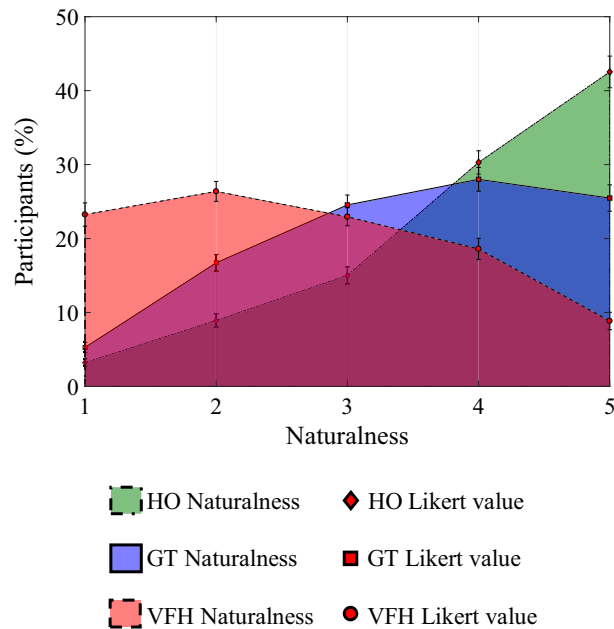 50
40
30
20
10
0
Participants (%)
1 2 3 4 5
Naturalness
HO Naturalness HO Likert value
GT Naturalness GT Likert value
VFH Naturalness VFH Likert value